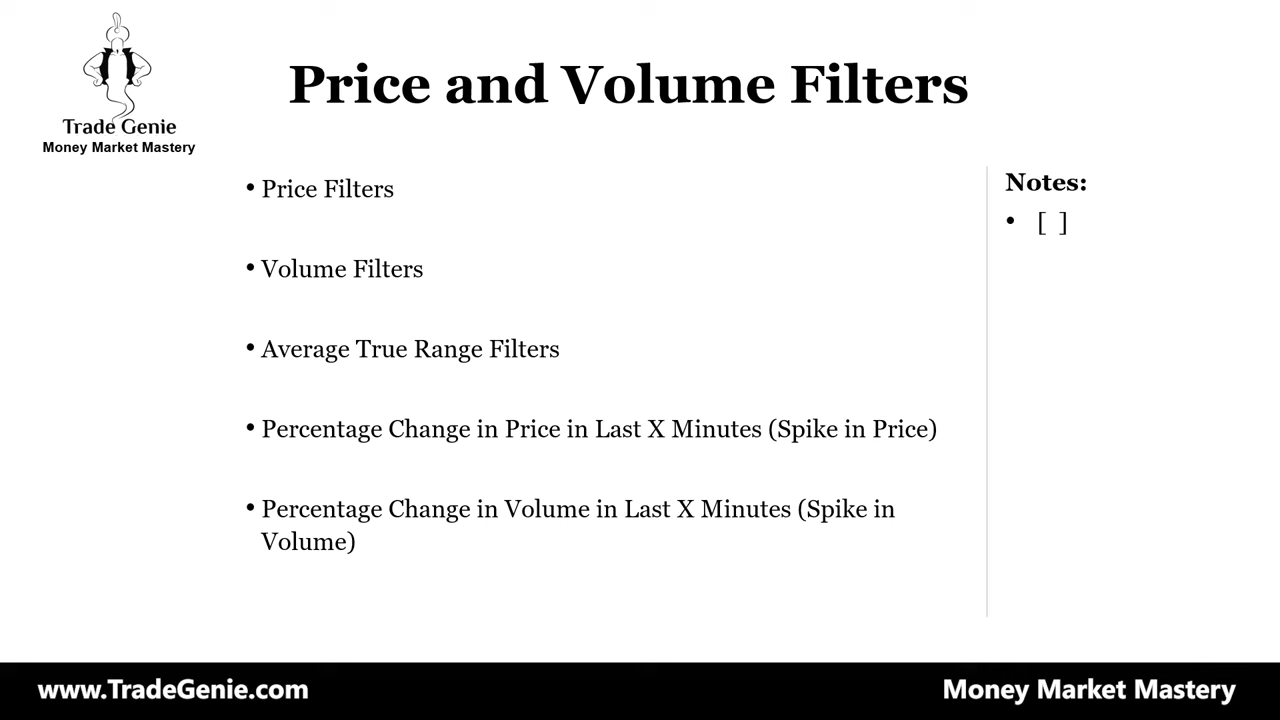 Trade Genie
Money Market Mastery
Price and Volume Filters
• Price Filters
• Volume Filters
• Average True Range Filters
• Percentage Change in Price in Last X Minutes (Spike in Price)
• Percentage Change in Volume in Last X Minutes (Spike in
Volume)
Notes:
• [ ]
www.TradeGenie.com
Money Market Mastery